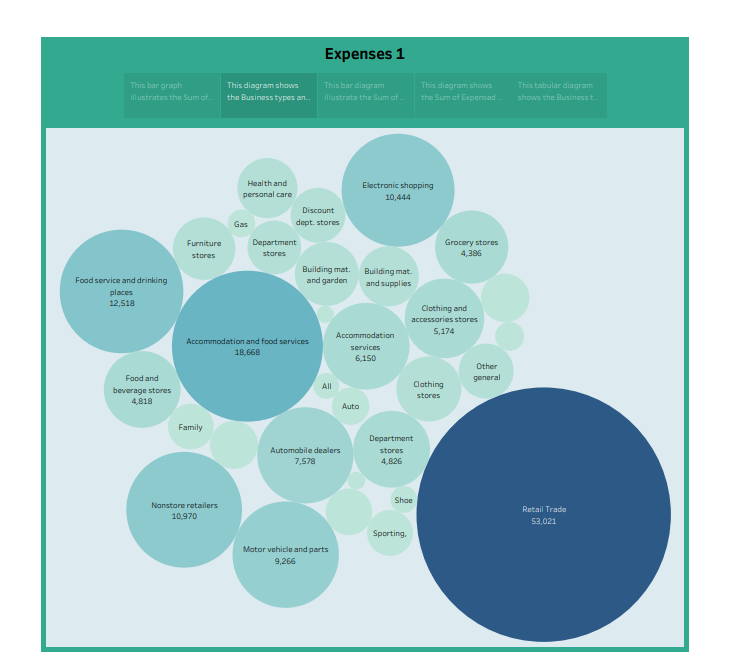 Expenses 1
This bar graph
illustrates the Sum of..
This diagram shows
the Business types an..
This bar diagram
illustrate the Sum of ..
This diagram shows
the Sum of Expensed ..
This tabular diagram
shows the Business t..
Health and
personal care
Electronic shopping
10,444
Discount
dept. stores
Gas
Furniture
stores
Department
stores
Grocery stores
4,386
Building mat.
and garden
Building mat.
and supplies
Food service and drinking
places
12,518
Clothing and
accessories stores
5,174
Accommodation and food services
18,668
Accommodation
services
6,150
Other
general
Food and
beverage stores
4,818
All
Clothing
stores
Auto
Family
Automobile dealers
7,578
Department
stores
4,826
Nonstore retailers
10,970
Shoe
Retail Trade
53,021
Sporting,
Motor vehicle and parts
9,266